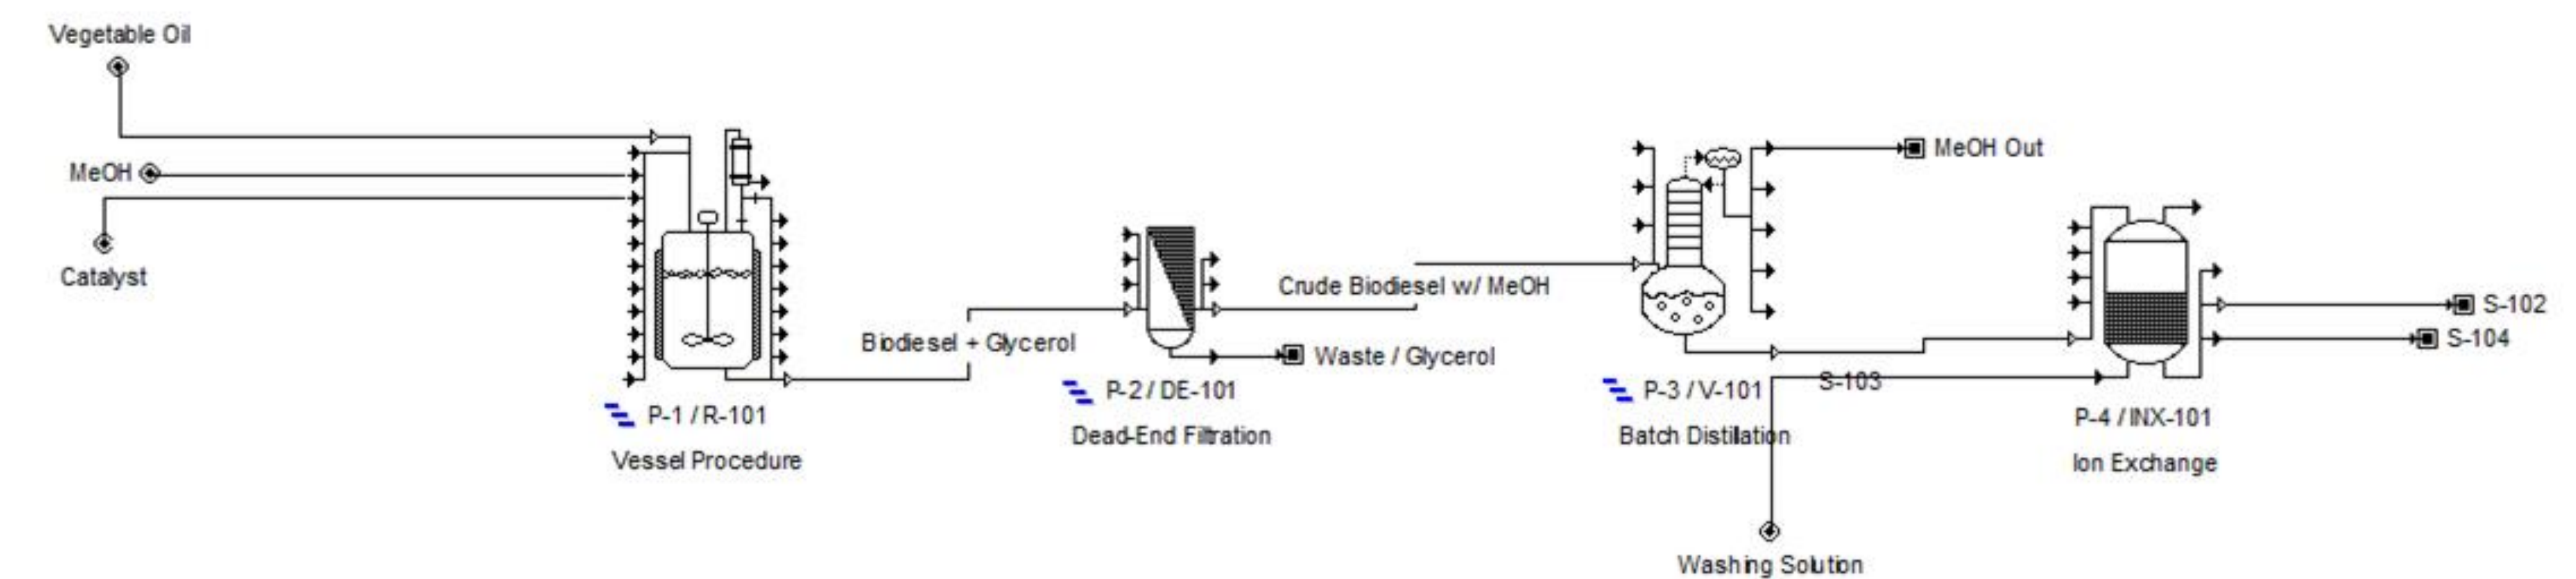 Vegetable Oil
MeOH
Catalyst
P-1 / R-101
Vessel Procedure
Biodiesel + Glycerol
P-2 / DE-101
Dead-End Filtration
Waste / Glycerol
Crude Biodiesel w/ MeOH
P-3 / V-101
Batch Distilation
MeOH Out
S-103
Washing Solution
P-4 / INX-101
Ion Exchange
S-102
S-104